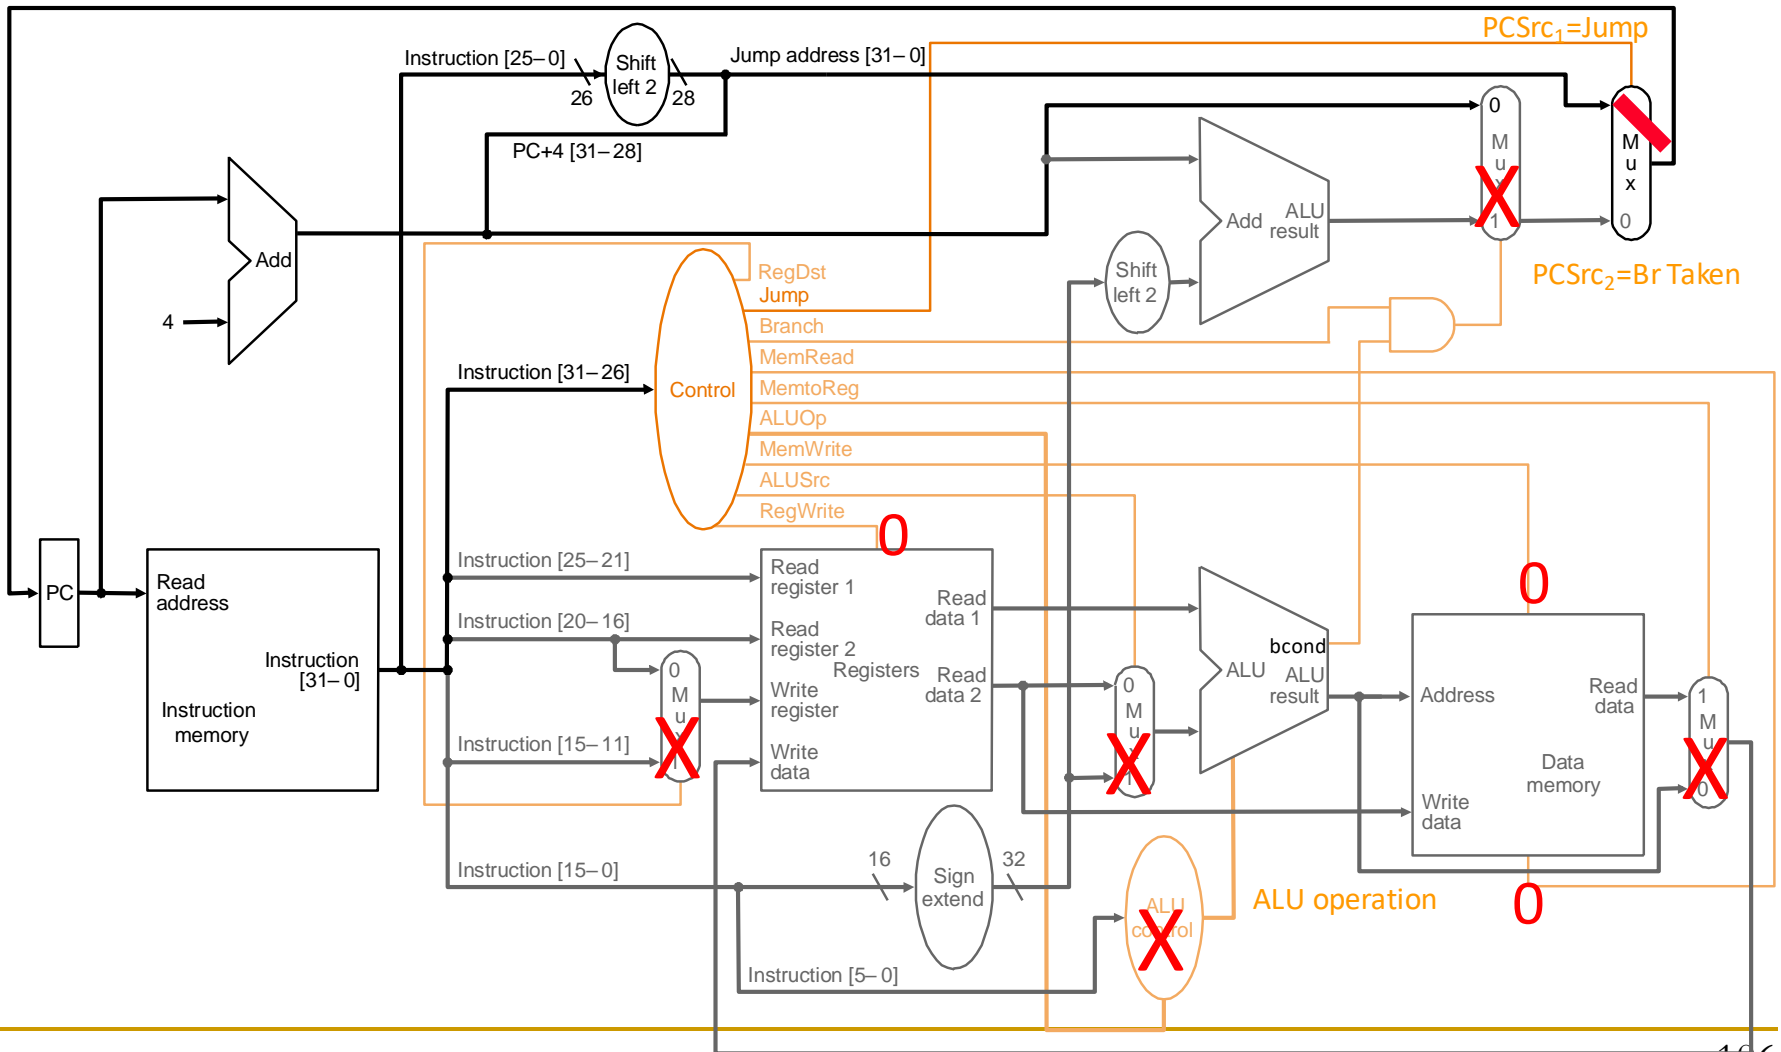 PCSrc1=Jump
Instruction [25–0]
26
Shift
left 2
28
Jump address [31–0]
PC+4 [31–28]
0
M
u
x
1
M
u
x
0
Add
4
Add
ALU
result
Shift
left 2
PCSrc2=Br Taken
RegDst
Jump
Branch
MemRead
MemtoReg
ALUOp
MemWrite
ALUSrc
RegWrite
Instruction [31–26]
Control
0
PC
Read
address
Instruction
[31–0]
Instruction
memory
Instruction [25–21]
Instruction [20–16]
Instruction [15–11]
0
M
u
X
Read
register 1
Read
register 2
Write
register
Write
data
Registers
Read
data 1
Read
data 2
0
M
u
X
bcond
ALU
ALU
result
0
Address
Write
data
Read
data
Data
memory
0
1
M
u
X
0
Instruction [15–0]
16
Sign
extend
32
ALU
control
X
ALU operation
Instruction [5–0]